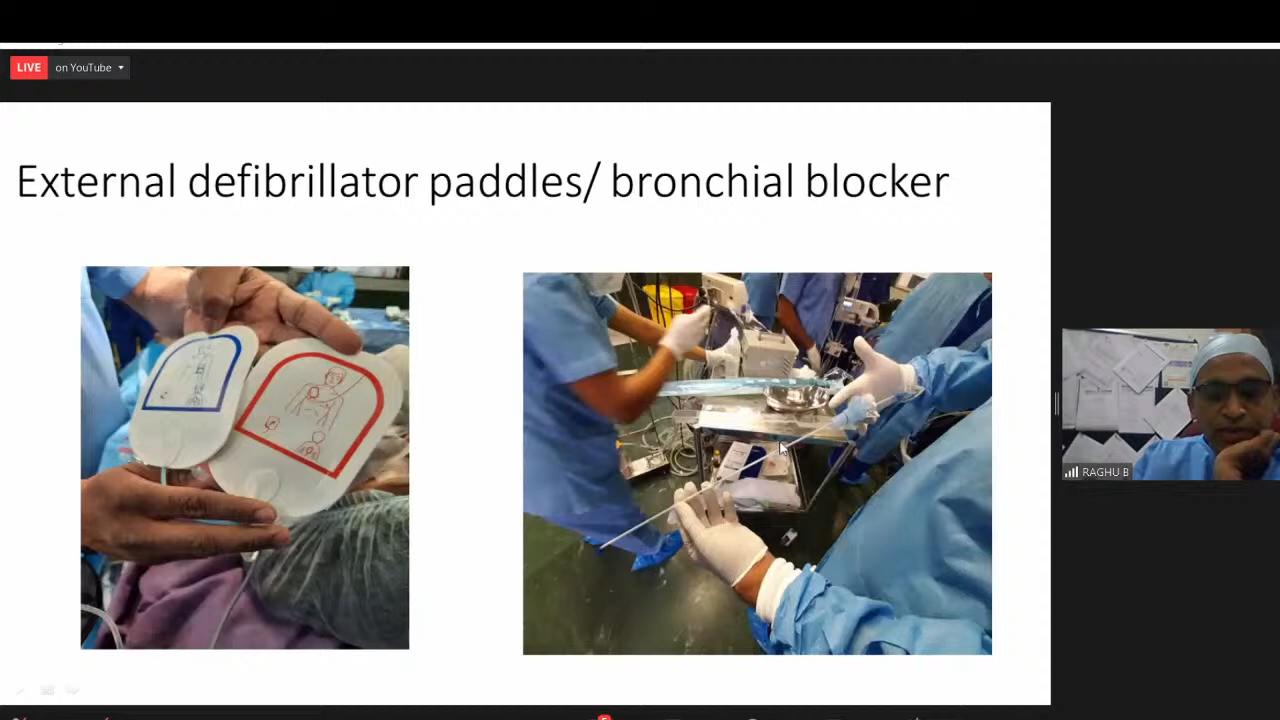 LIVE on YouTube
External defibrillator paddles/ bronchial blocker
RAGHU B